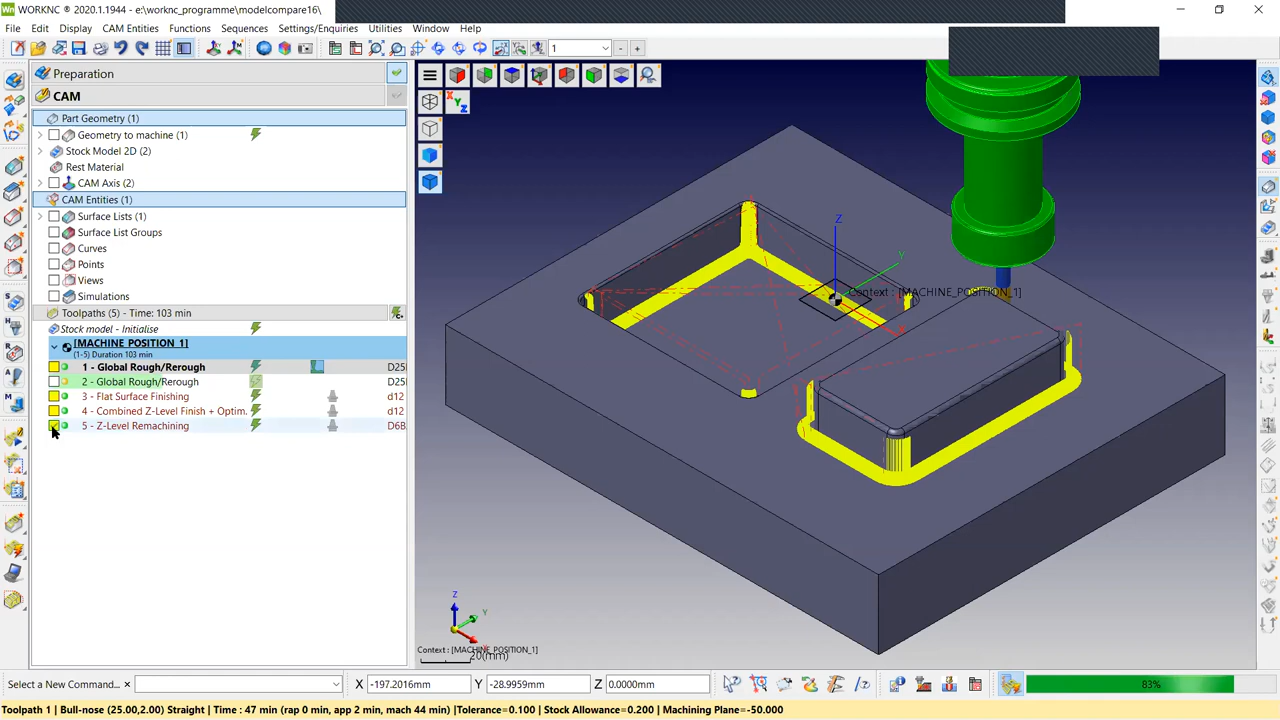 WORKNC ® 2020.1.1944 - e:\worknc_programme\modelcompare16\
File Edit Display CAM Entities Functions Sequences Settings/Enquiries Utilities Window Help
1
Preparation
CAM
Part Geometry (1)
Geometry to machine (1)
Stock Model 2D (2)
Rest Material
CAM Axis (2)
CAM Entities (1)
Surface Lists (1)
Surface List Groups
Curves
Points
Views
Simulations
Toolpaths (5) - Time: 103 min
Stock model - Initialise
[MACHINE POSITION 1]
(1-5) Duration 103 min
1 - Global Rough/Rerough D25
2 - Global Rough/Rerough D25
3 - Flat Surface Finishing d12
4 - Combined Z-Level Finish + Optim. d12
5 - Z-Level Remachining D6B
X Y Z
Z
Y
X
Context : [MACHINE_POSITION_1]
Z
Y
X
Context : [MACHINE_POSITION_1]
20(mm)
Select a New Command... X -197.2016mm Y -28.9959mm Z 0.0000mm 83%
Toolpath 1 | Bull-nose (25.00,2.00) Straight | Time : 47 min (rap 0 min, app 2 min, mach 44 min) |Tolerance=0.100 | Stock Allowance=0.200 | Machining Plane=-50.000